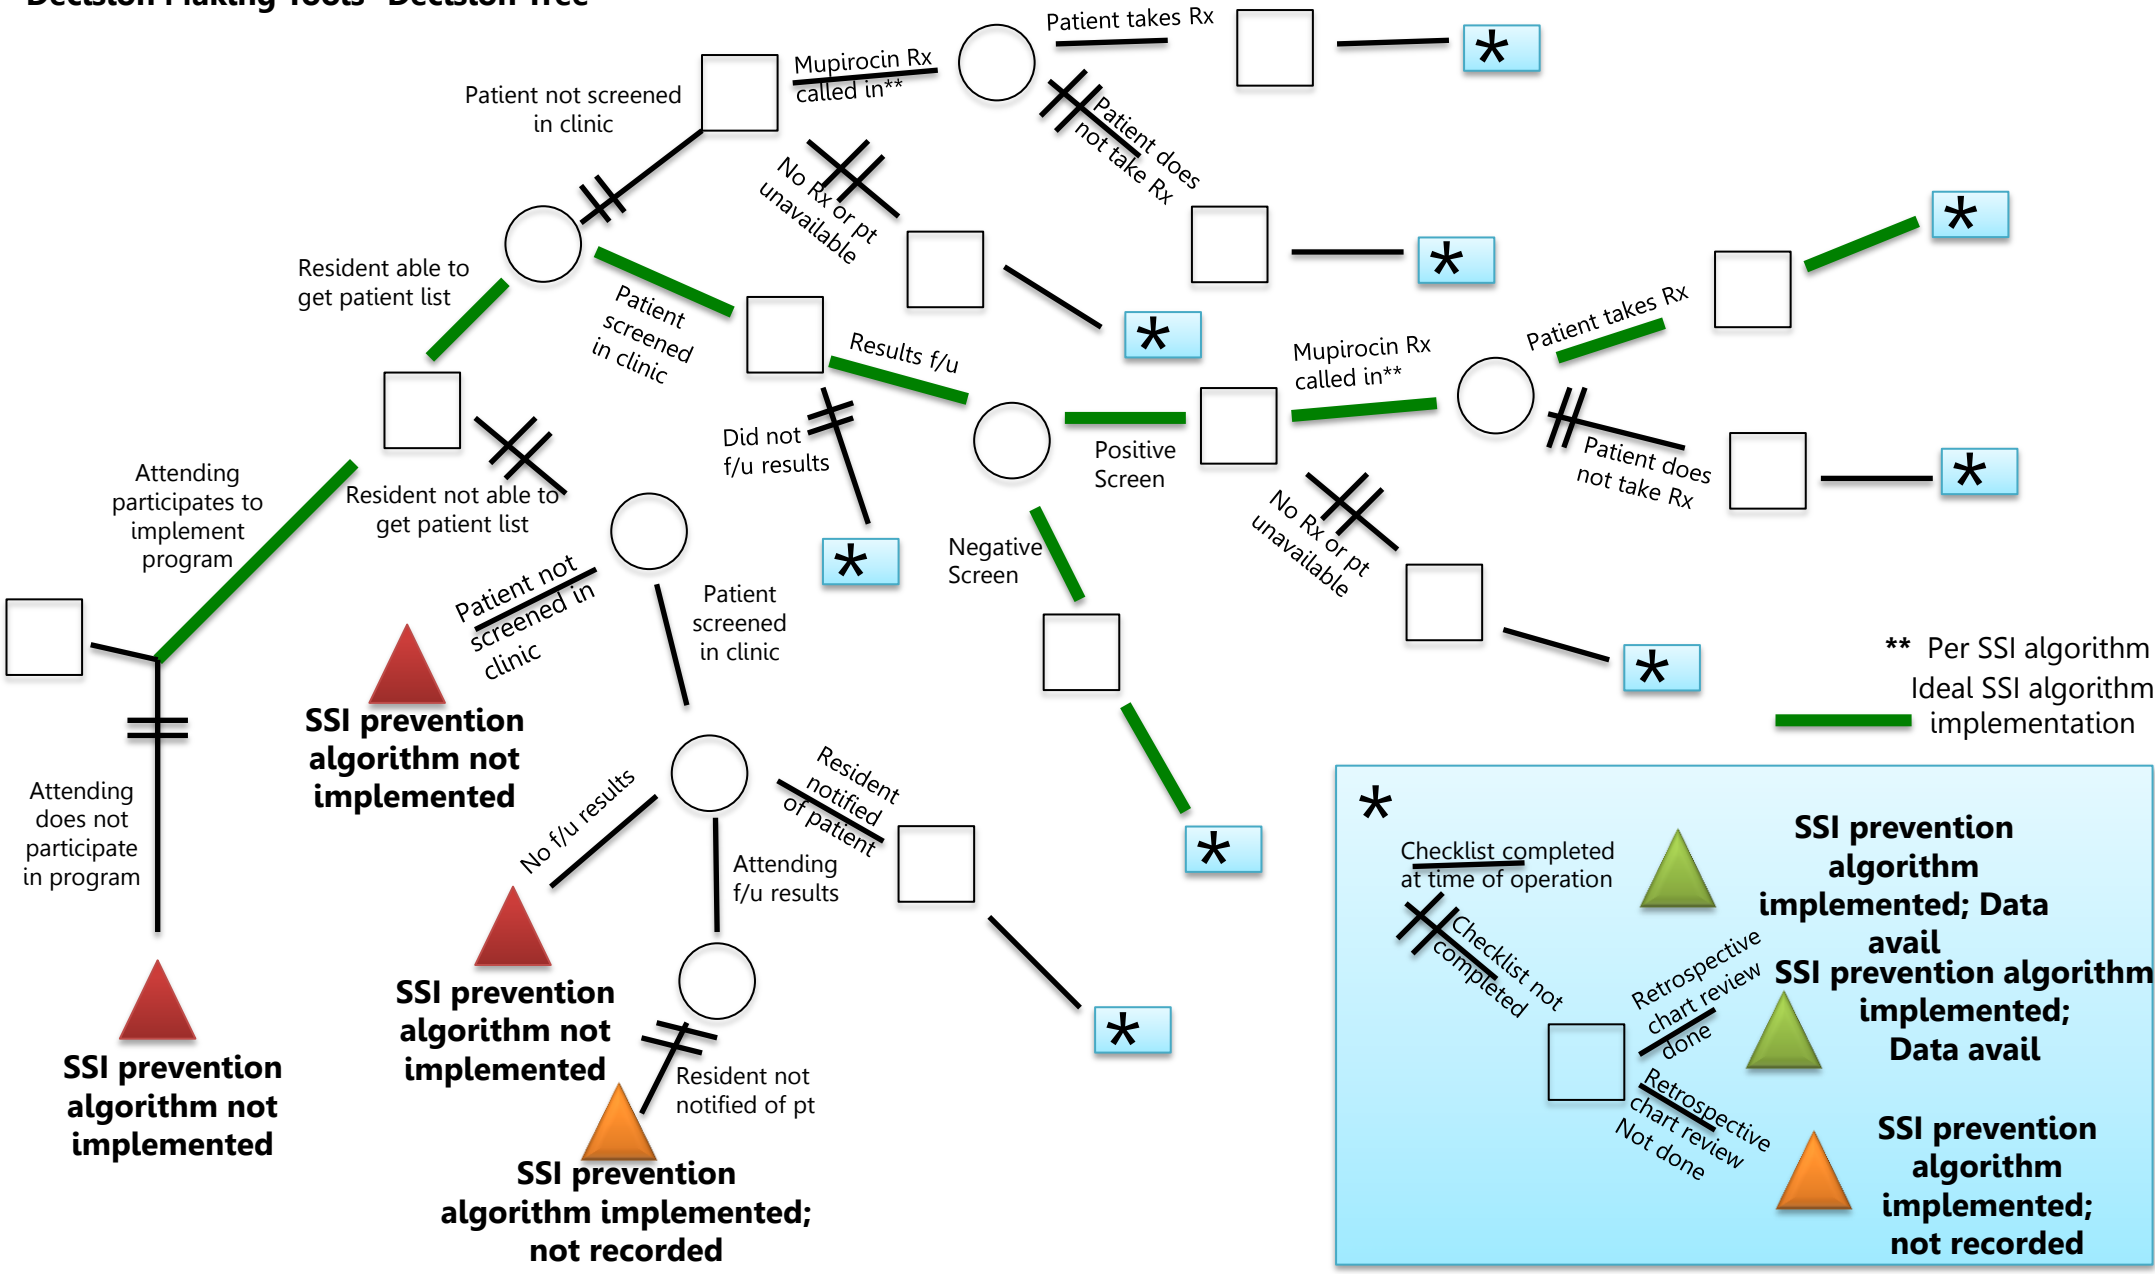 Decision Making Tools- Decision Tree
Patient takes Rx
*
Mupirocin Rx
called in**
Patient not screened
in clinic
Patient does
not take Rx
*
No Rx or pt
unavailable
*
Resident able to
get patient list
Patient
screened
in clinic
Results f/u
Did not
f/u results
*
Positive
Screen
Mupirocin Rx
called in**
Patient takes Rx
*
Patient does
not take Rx
*
No Rx or pt
unavailable
*
Negative
Screen
*
Attending
participates to
implement
program
Resident not able to
get patient list
Patient not
screened in
clinic
SSI prevention
algorithm not
implemented
Patient
screened
in clinic
Attending
does not
participate
in program
SSI prevention
algorithm not
implemented
No f/u results
SSI prevention
algorithm not
implemented
Attending
f/u results
Resident
notified
of patient
*
Resident not
notified of pt
SSI prevention
algorithm implemented;
not recorded
** Per SSI algorithm
Ideal SSI algorithm
implementation
*
Checklist completed
at time of operation
SSI prevention
algorithm
implemented; Data
avail
Checklist not
completed
Retrospective
chart review
done
SSI prevention algorithm
implemented;
Data avail
Retrospective
chart review
Not done
SSI prevention
algorithm
implemented;
not recorded